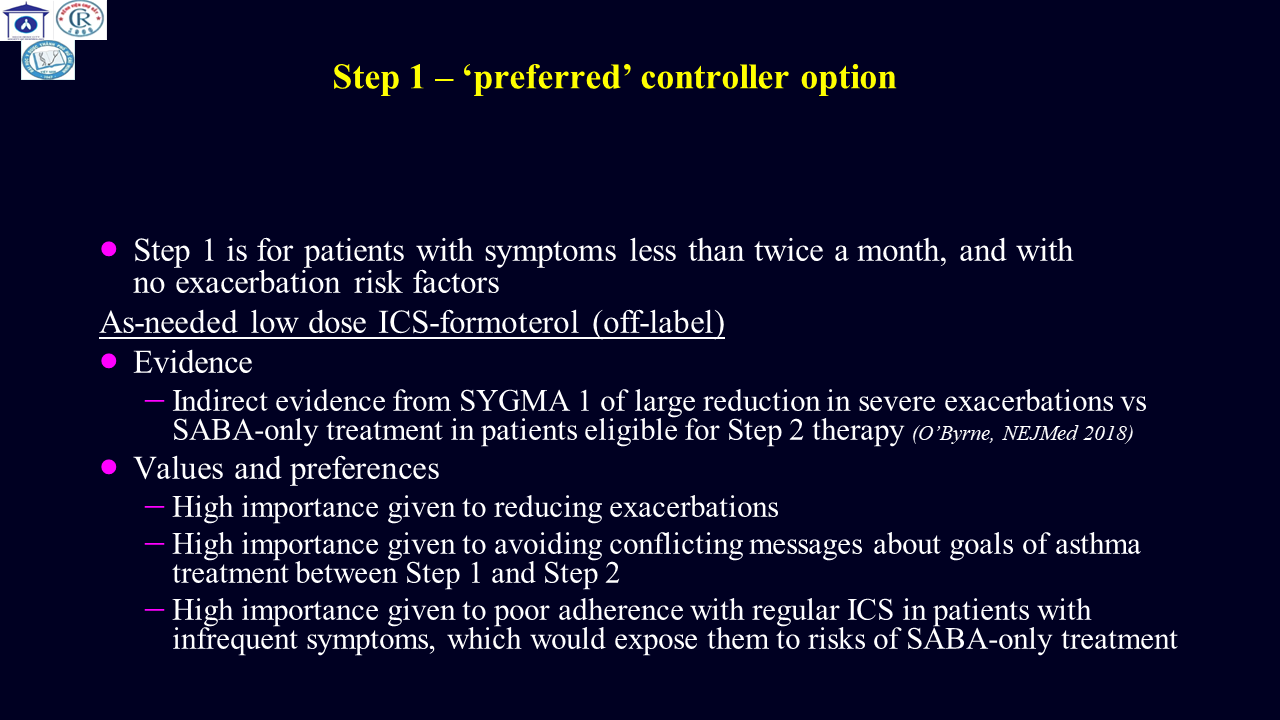 Step 1 – ‘preferred’ controller option
● Step 1 is for patients with symptoms less than twice a month, and with
no exacerbation risk factors
As-needed low dose ICS-formoterol (off-label)
● Evidence
– Indirect evidence from SYGMA 1 of large reduction in severe exacerbations vs
SABA-only treatment in patients eligible for Step 2 therapy (O’Byrne, NEJMed 2018)
● Values and preferences
– High importance given to reducing exacerbations
– High importance given to avoiding conflicting messages about goals of asthma
treatment between Step 1 and Step 2
– High importance given to poor adherence with regular ICS in patients with
infrequent symptoms, which would expose them to risks of SABA-only treatment